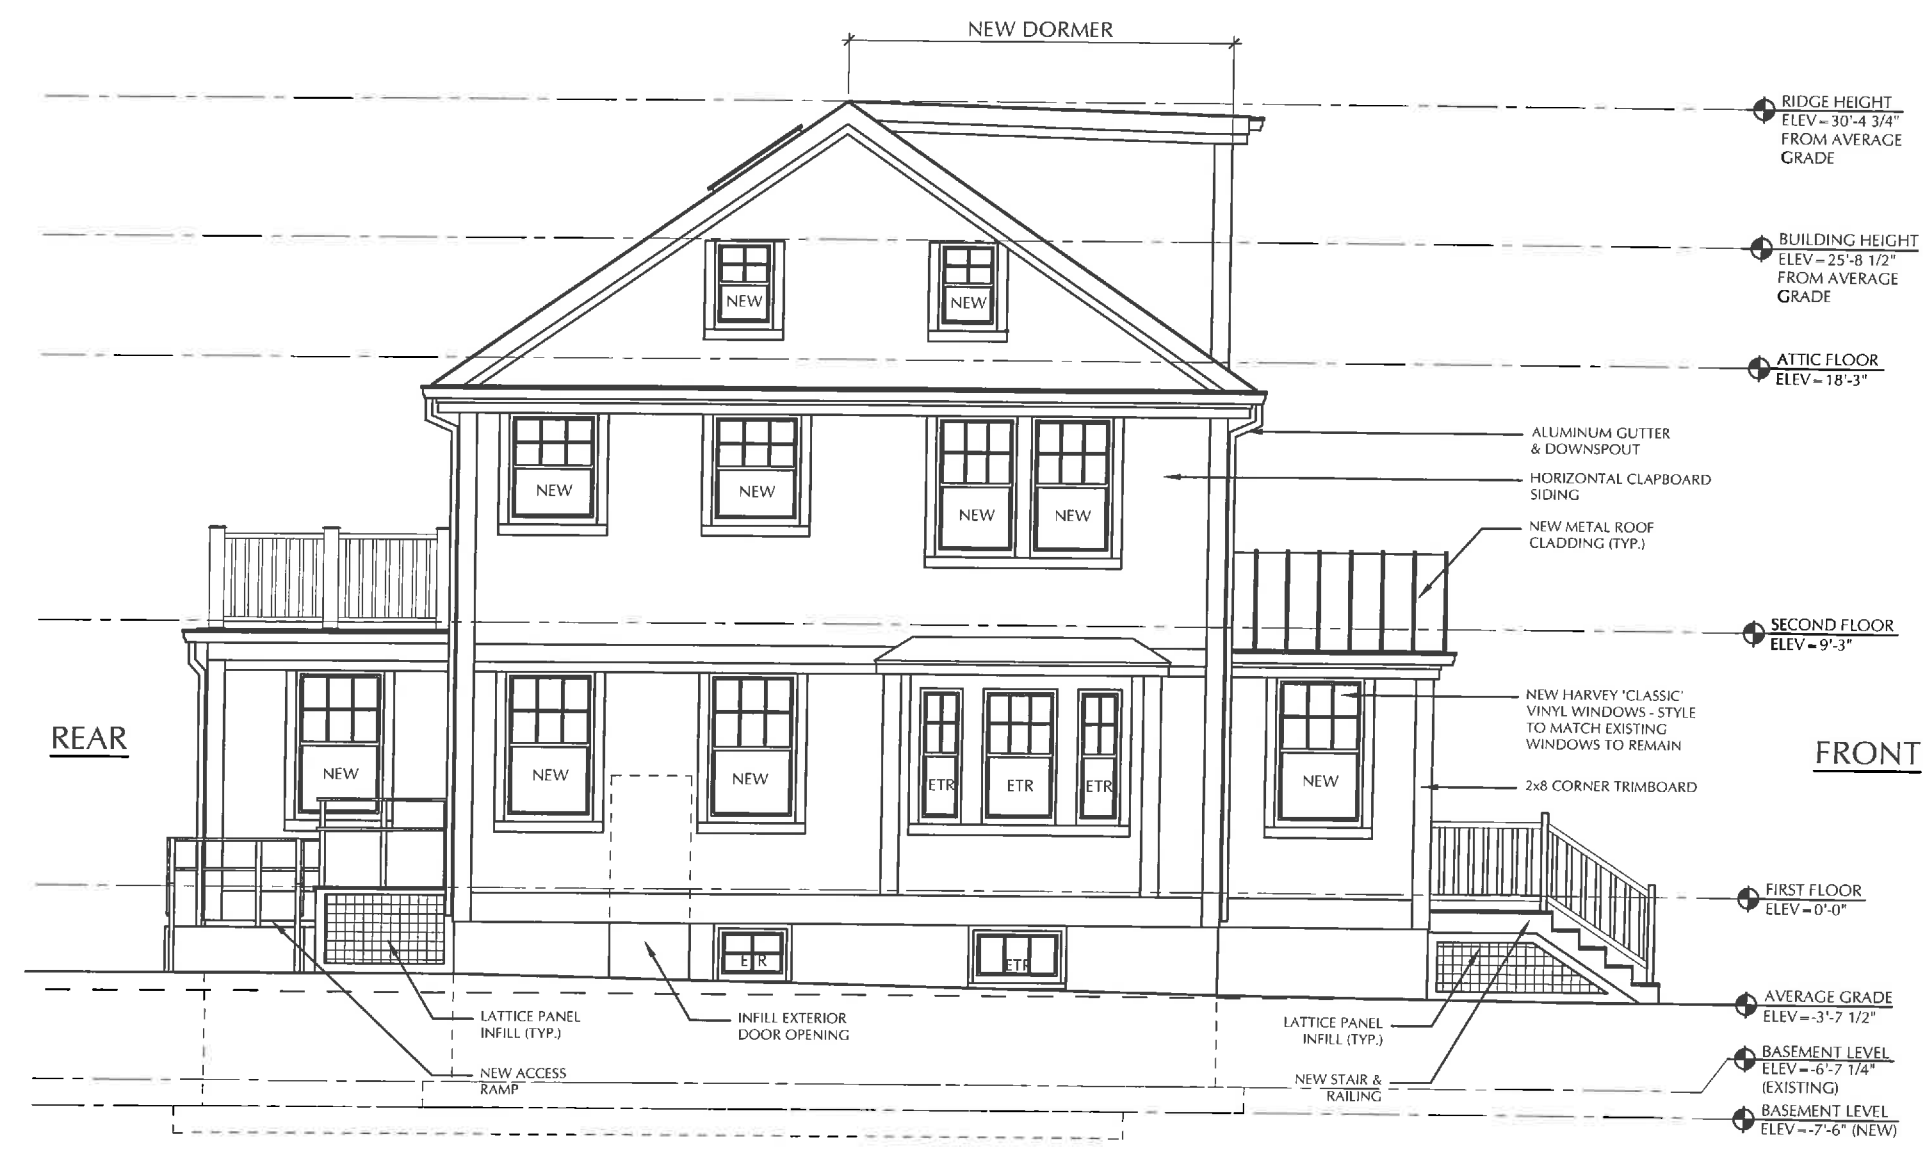 NEW DORMER
RIDGE HEIGHT
ELEV=30'-4 3/4"
FROM AVERAGE
GRADE
BUILDING HEIGHT
ELEV=25'-8 1/2"
FROM AVERAGE
GRADE
NEW
NEW
ATTIC FLOOR
ELEV=18'-3"
ALUMINUM GUTTER
& DOWNSPOUT
HORIZONTAL CLAPBOARD
SIDING
NEW
NEW
NEW
NEW
NEW METAL ROOF
CLADDING (TYP.)
SECOND FLOOR
ELEV=9'-3"
NEW HARVEY 'CLASSIC'
VINYL WINDOWS - STYLE
TO MATCH EXISTING
WINDOWS TO REMAIN
REAR
FRONT
NEW
NEW
NEW
ETR
ETR
ETR
NEW
2x8 CORNER TRIMBOARD
FIRST FLOOR
ELEV=0'-0"
ETR
ETR
AVERAGE GRADE
ELEV=-3'-7 1/2"
LATTICE PANEL
INFILL (TYP.)
INFILL EXTERIOR
DOOR OPENING
LATTICE PANEL
INFILL (TYP.)
BASEMENT LEVEL
ELEV=-6'-7 1/4"
(EXISTING)
NEW ACCESS
RAMP
NEW STAIR &
RAILING
BASEMENT LEVEL
ELEV=-7'-6" (NEW)